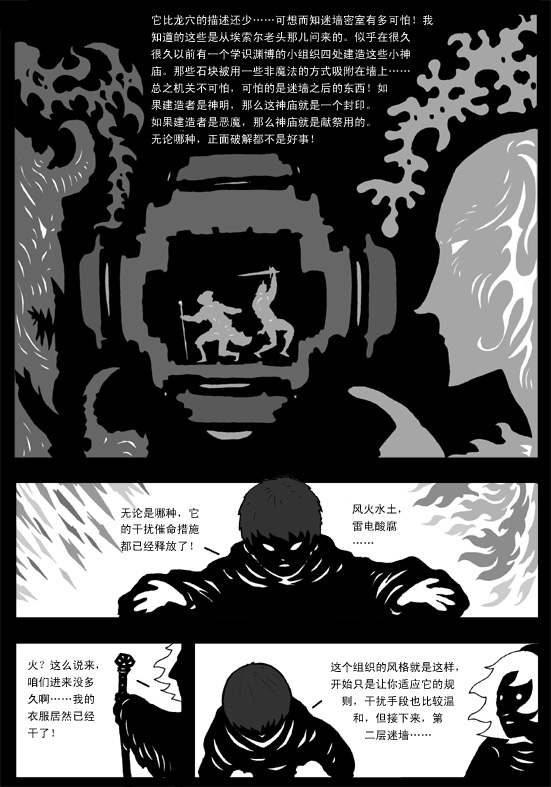 它比龙穴的描述还少……可想而知迷墙密室有多可怕！我
知道的这些是从埃索尔老头那儿问来的。似乎在很久
很久以前有一个学识渊博的小组织四处建造这些小神
庙。那些石块被用一些非魔法的方式吸附在墙上……
总之机关不可怕，可怕的是迷墙之后的东西！如
果建造者是神明，那么这神庙就是一个封印。
如果建造者是恶魔，那么神庙就是献祭用的。
无论哪种，正面破解都不是好事！
无论是哪种，它
的干扰催命措施
都已经释放了！
风火水土，
雷电酸腐
……
火？这么说来，
咱们进来没多
久啊……我的
衣服居然已经
干了！
这个组织的风格就是这样，
开始只是让你适应它的规
则，干扰手段也比较温
和，但接下来，第
二层迷墙……